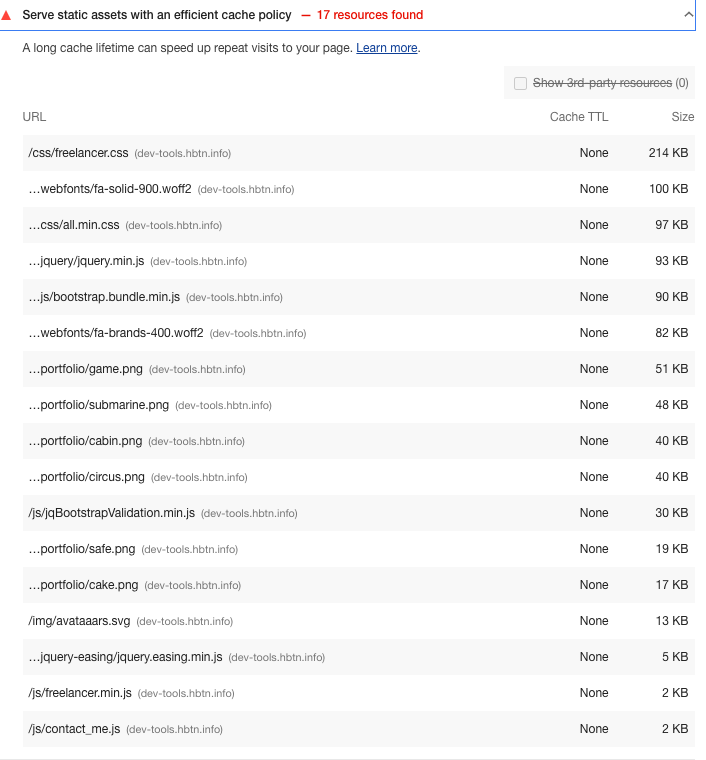 Serve static assets with an efficient cache policy — 17 resources found
A long cache lifetime can speed up repeat visits to your page. Learn more.
Show 3rd-party resources (0)
URL Cache TTL Size
/css/freelancer.css (dev-tools.hbtn.info) None 214 KB
…webfonts/fa-solid-900.woff2 (dev-tools.hbtn.info) None 100 KB
…css/all.min.css (dev-tools.hbtn.info) None 97 KB
…jquery/jquery.min.js (dev-tools.hbtn.info) None 93 KB
…js/bootstrap.bundle.min.js (dev-tools.hbtn.info) None 90 KB
…webfonts/fa-brands-400.woff2 (dev-tools.hbtn.info) None 82 KB
…portfolio/game.png (dev-tools.hbtn.info) None 51 KB
…portfolio/submarine.png (dev-tools.hbtn.info) None 48 KB
…portfolio/cabin.png (dev-tools.hbtn.info) None 40 KB
…portfolio/circus.png (dev-tools.hbtn.info) None 40 KB
/js/jqBootstrapValidation.min.js (dev-tools.hbtn.info) None 30 KB
…portfolio/safe.png (dev-tools.hbtn.info) None 19 KB
…portfolio/cake.png (dev-tools.hbtn.info) None 17 KB
/img/avataaars.svg (dev-tools.hbtn.info) None 13 KB
…jquery-easing/jquery.easing.min.js (dev-tools.hbtn.info) None 5 KB
/js/freelancer.min.js (dev-tools.hbtn.info) None 2 KB
/js/contact_me.js (dev-tools.hbtn.info) None 2 KB